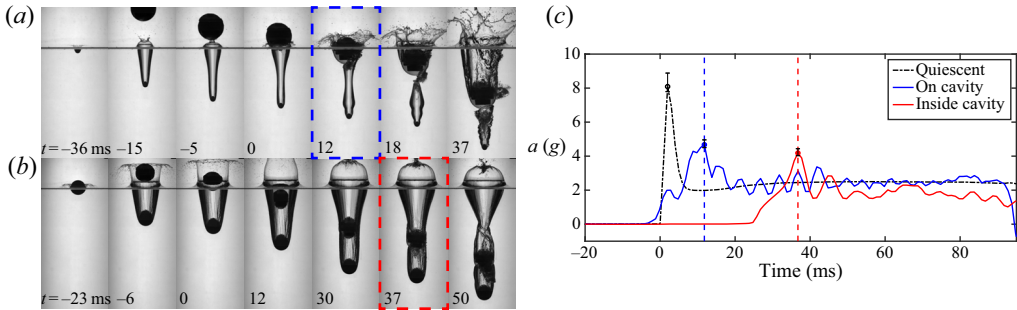 (a)
t = –36 ms
–15
–5
0
12
18
37
(b)
t = –23 ms
–6
0
12
30
37
50
(c)
10
8
6
4
2
0
a (g)
–20
0
20
40
60
80
Time (ms)
Quiescent
On cavity
Inside cavity